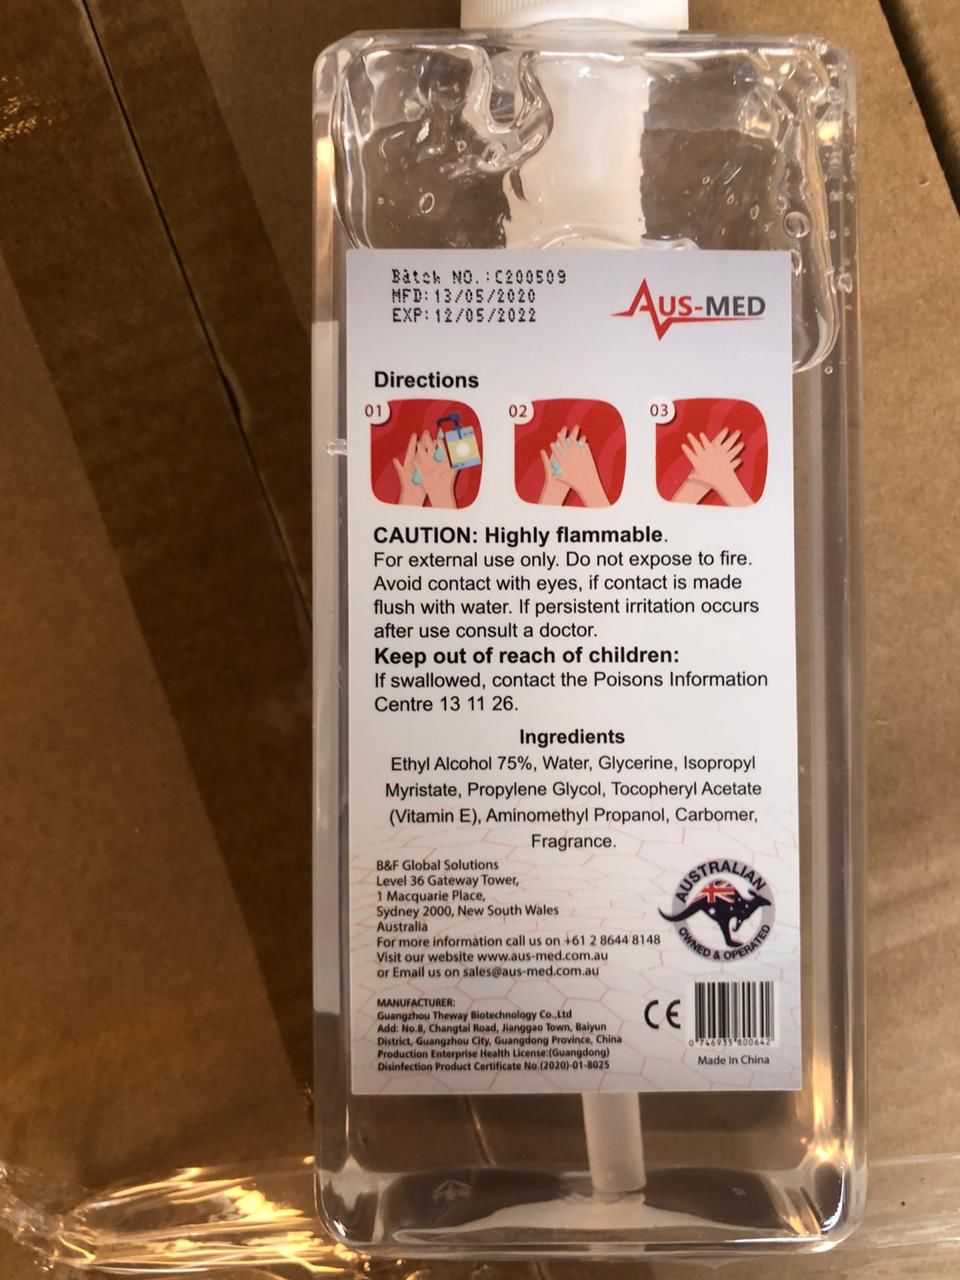 Batch NO.:C200509
MFD:13/05/2020
EXP:12/05/2022
AUS-MED
Directions
01
02
03
CAUTION: Highly flammable.
For external use only. Do not expose to fire.
Avoid contact with eyes, if contact is made
flush with water. If persistent irritation occurs
after use consult a doctor.
Keep out of reach of children:
If swallowed, contact the Poisons Information
Centre 13 11 26.
Ingredients
Ethyl Alcohol 75%, Water, Glycerine, Isopropyl
Myristate, Propylene Glycol, Tocopheryl Acetate
(Vitamin E), Aminomethyl Propanol, Carbomer,
Fragrance.
B&F Global Solutions
Level 36 Gateway Tower,
1 Macquarie Place,
Sydney 2000, New South Wales
Australia
For more information call us on +61 2 8644 8148
Visit our website www.aus-med.com.au
or Email us on sales@aus-med.com.au
AUSTRALIAN
OWNED & OPERATED
MANUFACTURER:
Guangzhou Theway Biotechnology Co.,Ltd
Add: No.8, Changtai Road, Jianggao Town, Baiyun
District, Guangzhou City, Guangdong Province, China
Production Enterprise Health License:(Guangdong)
Disinfection Product Certificate No.(2020)-01-8025
CE
0 746935 800642
Made in China